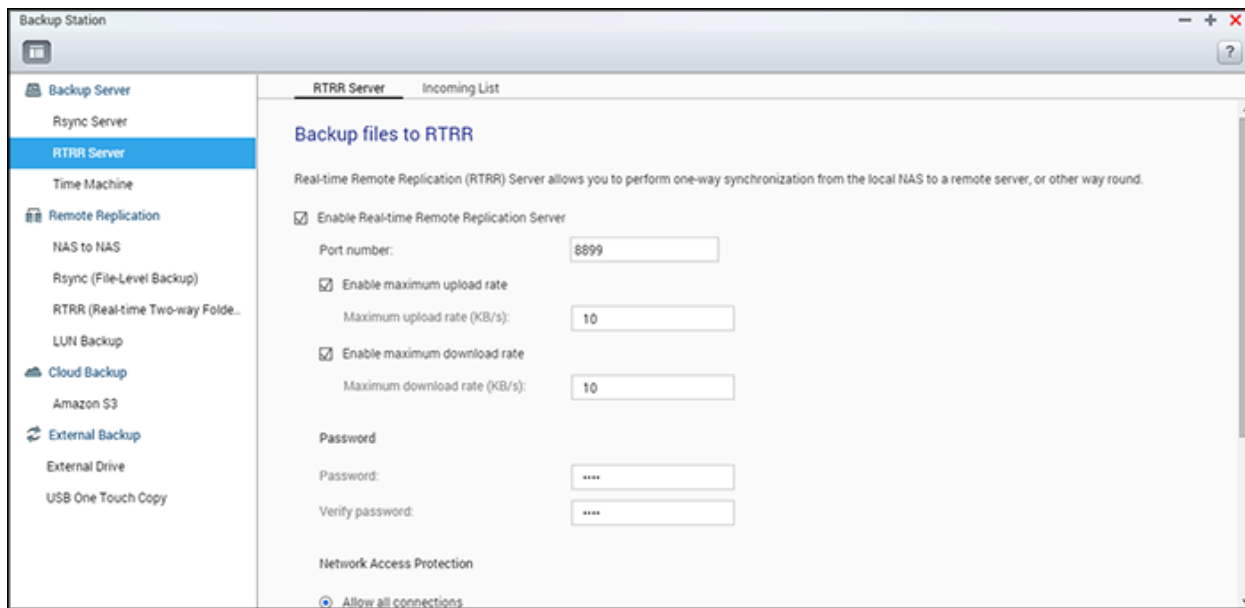 Backup Station
?
Backup Server
Rsync Server
RTRR Server
Time Machine
Remote Replication
NAS to NAS
Rsync (File-Level Backup)
RTRR (Real-time Two-way Folde...
LUN Backup
Cloud Backup
Amazon S3
External Backup
External Drive
USB One Touch Copy
RTRR Server Incoming List
Backup files to RTRR
Real-time Remote Replication (RTRR) Server allows you to perform one-way synchronization from the local NAS to a remote server, or other way round.
Enable Real-time Remote Replication Server
Port number: 8899
Enable maximum upload rate
Maximum upload rate (KB/s): 10
Enable maximum download rate
Maximum download rate (KB/s): 10
Password
Password: ••••
Verify password: ••••
Network Access Protection
Allow all connections